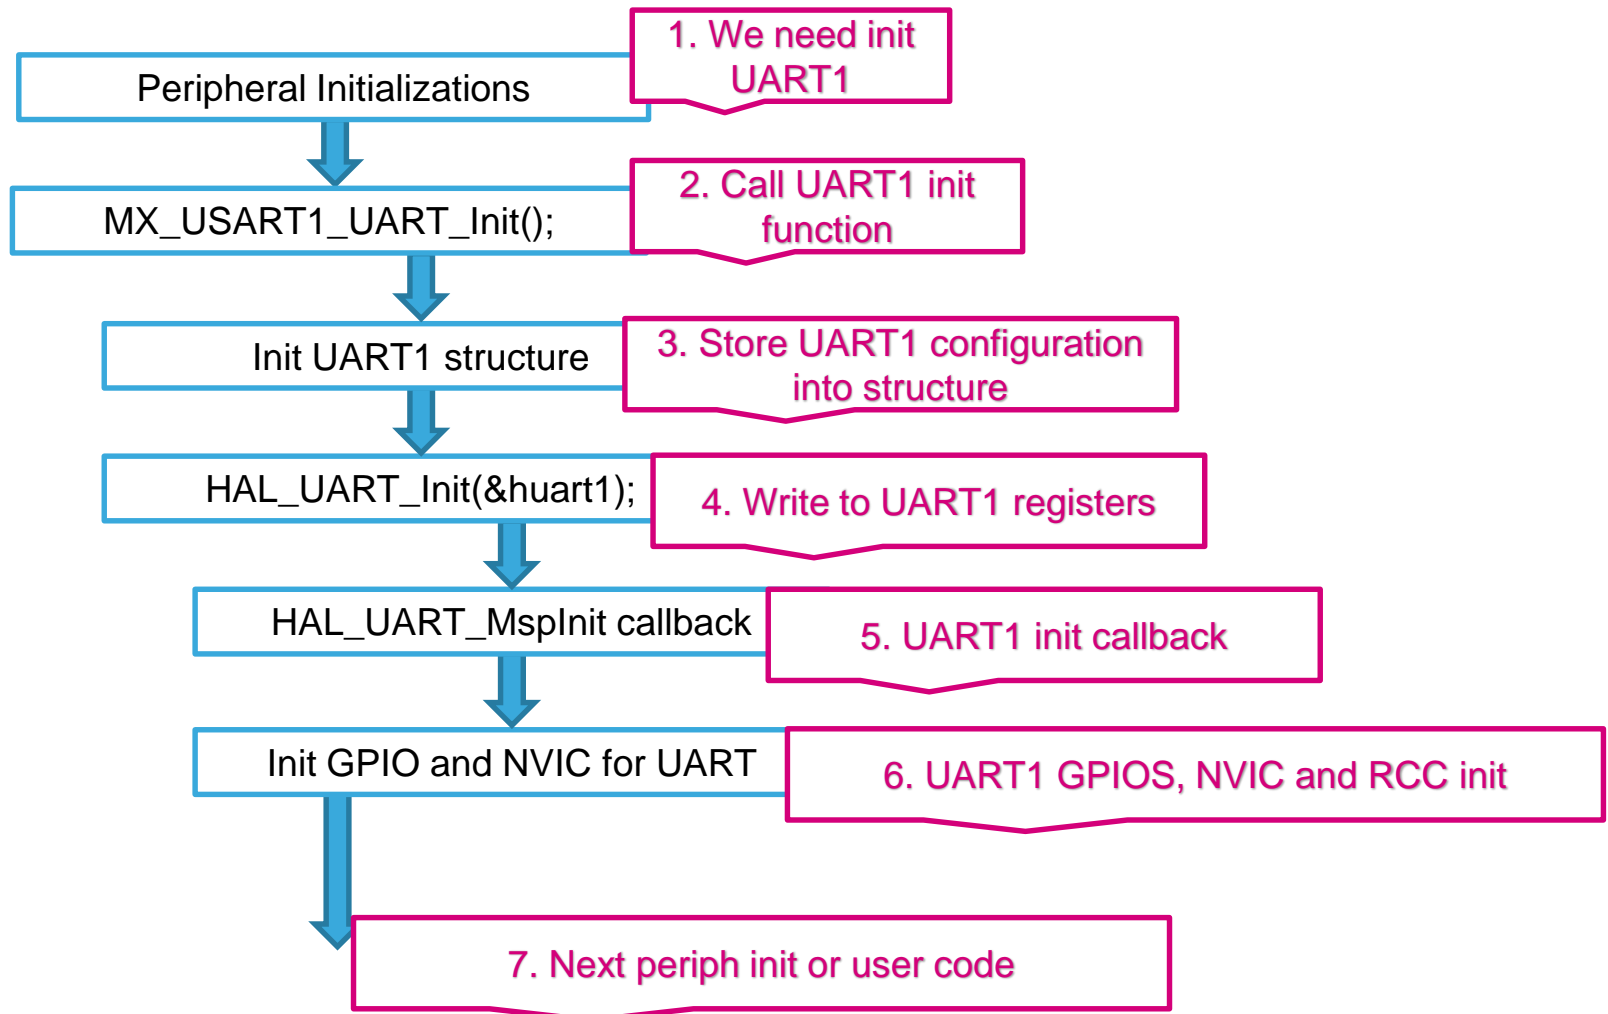 1. We need init
UART1
Peripheral Initializations
2. Call UART1 init
function
MX_USART1_UART_Init();
3. Store UART1 configuration
into structure
Init UART1 structure
HAL_UART_Init(&huart1);
4. Write to UART1 registers
HAL_UART_MspInit callback
5. UART1 init callback
Init GPIO and NVIC for UART
6. UART1 GPIOS, NVIC and RCC init
7. Next periph init or user code